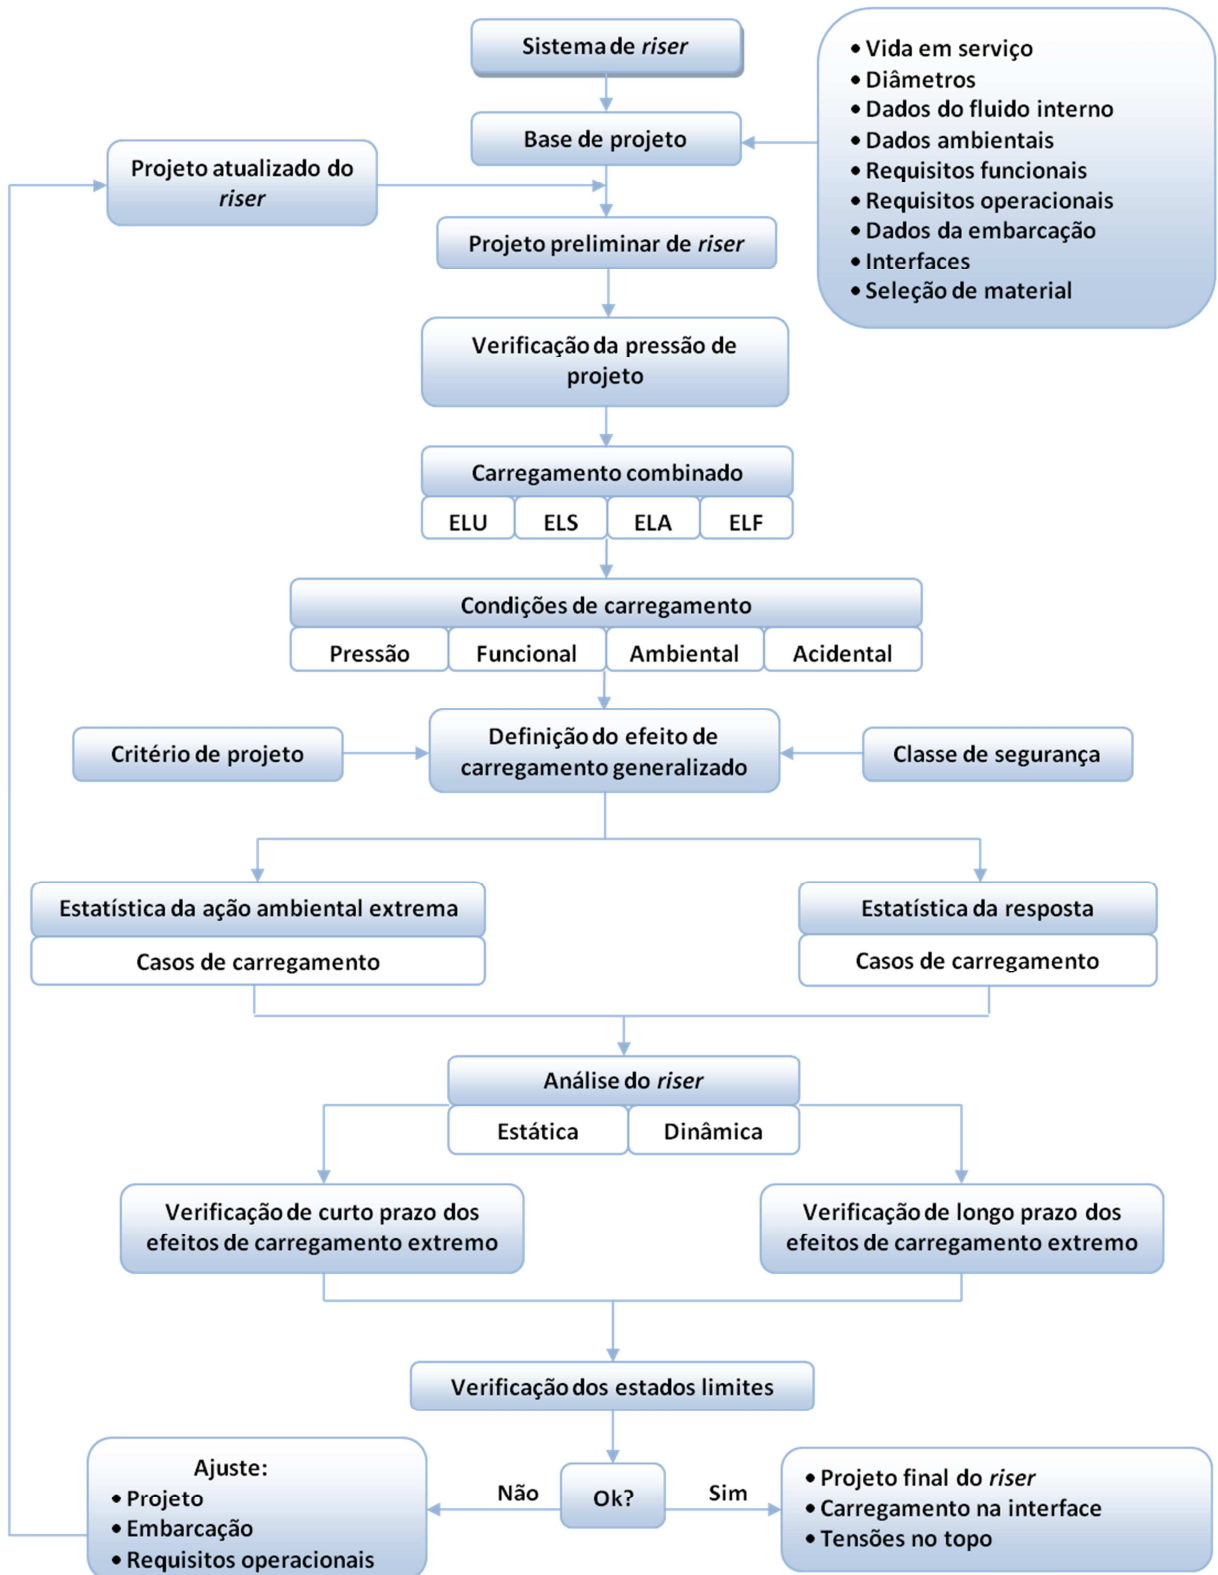 Sistema de riser
• Vida em serviço
• Diâmetros
• Dados do fluido interno
• Dados ambientais
• Requisitos funcionais
• Requisitos operacionais
• Dados da embarcação
• Interfaces
• Seleção de material
Base de projeto
Projeto atualizado do
riser
Projeto preliminar de riser
Verificação da pressão de
projeto
Carregamento combinado
ELU ELS ELA ELF
Condições de carregamento
Pressão Funcional Ambiental Acidental
Critério de projeto
Definição do efeito de
carregamento generalizado
Classe de segurança
Estatística da ação ambiental extrema
Casos de carregamento
Estatística da resposta
Casos de carregamento
Análise do riser
Estática Dinâmica
Verificação de curto prazo dos
efeitos de carregamento extremo
Verificação de longo prazo dos
efeitos de carregamento extremo
Verificação dos estados limites
Ajuste:
• Projeto
• Embarcação
• Requisitos operacionais
Não
Ok?
Sim
• Projeto final do riser
• Carregamento na interface
• Tensões no topo